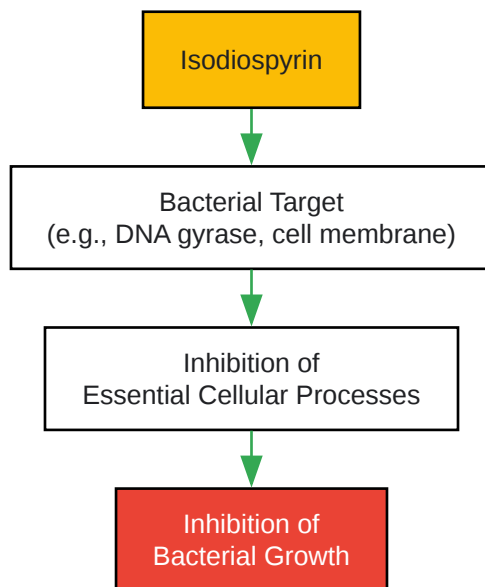 Isodiospyrin
Bacterial Target
(e.g., DNA gyrase, cell membrane)
Inhibition of
Essential Cellular Processes
Inhibition of
Bacterial Growth